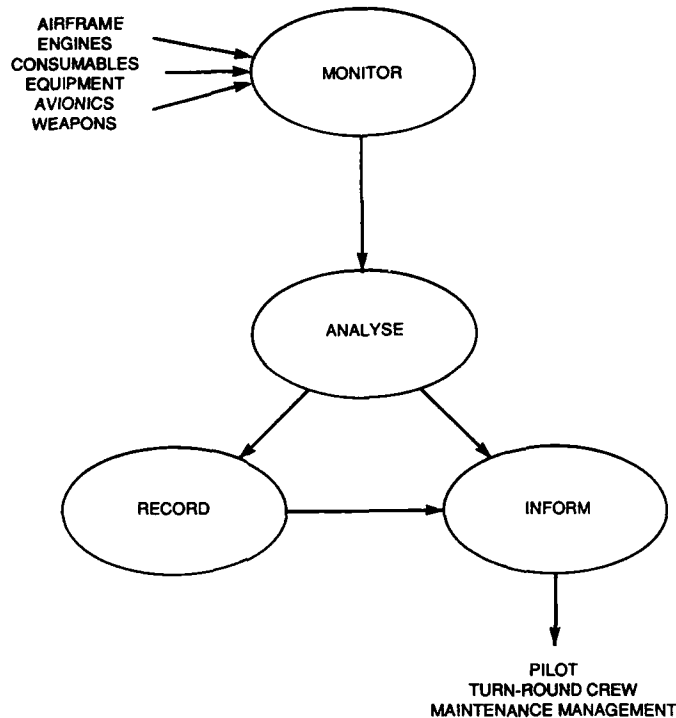 AIRFRAME
ENGINES
CONSUMABLES
EQUIPMENT
AVIONICS
WEAPONS
MONITOR
ANALYSE
RECORD
INFORM
PILOT
TURN-ROUND CREW
MAINTENANCE MANAGEMENT